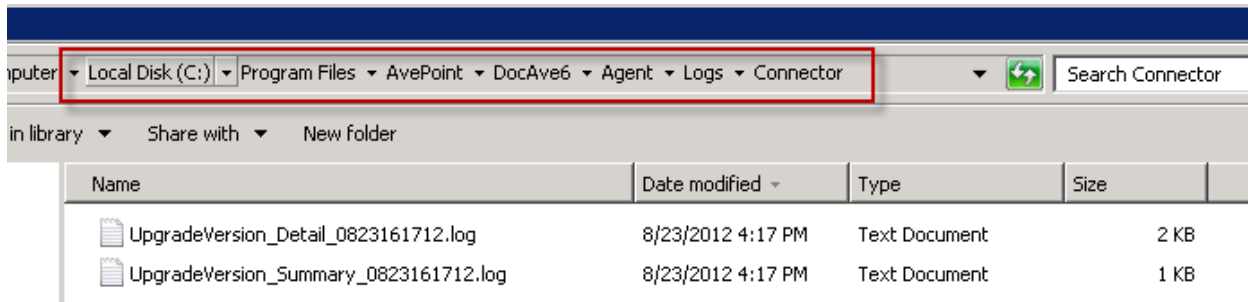 Local Disk (C:) Program Files AvePoint DocAve6 Agent Logs Connector Search Connector
in library Share with New folder
Name Date modified Type Size
UpgradeVersion_Detail_0823161712.log 8/23/2012 4:17 PM Text Document 2 KB
UpgradeVersion_Summary_0823161712.log 8/23/2012 4:17 PM Text Document 1 KB